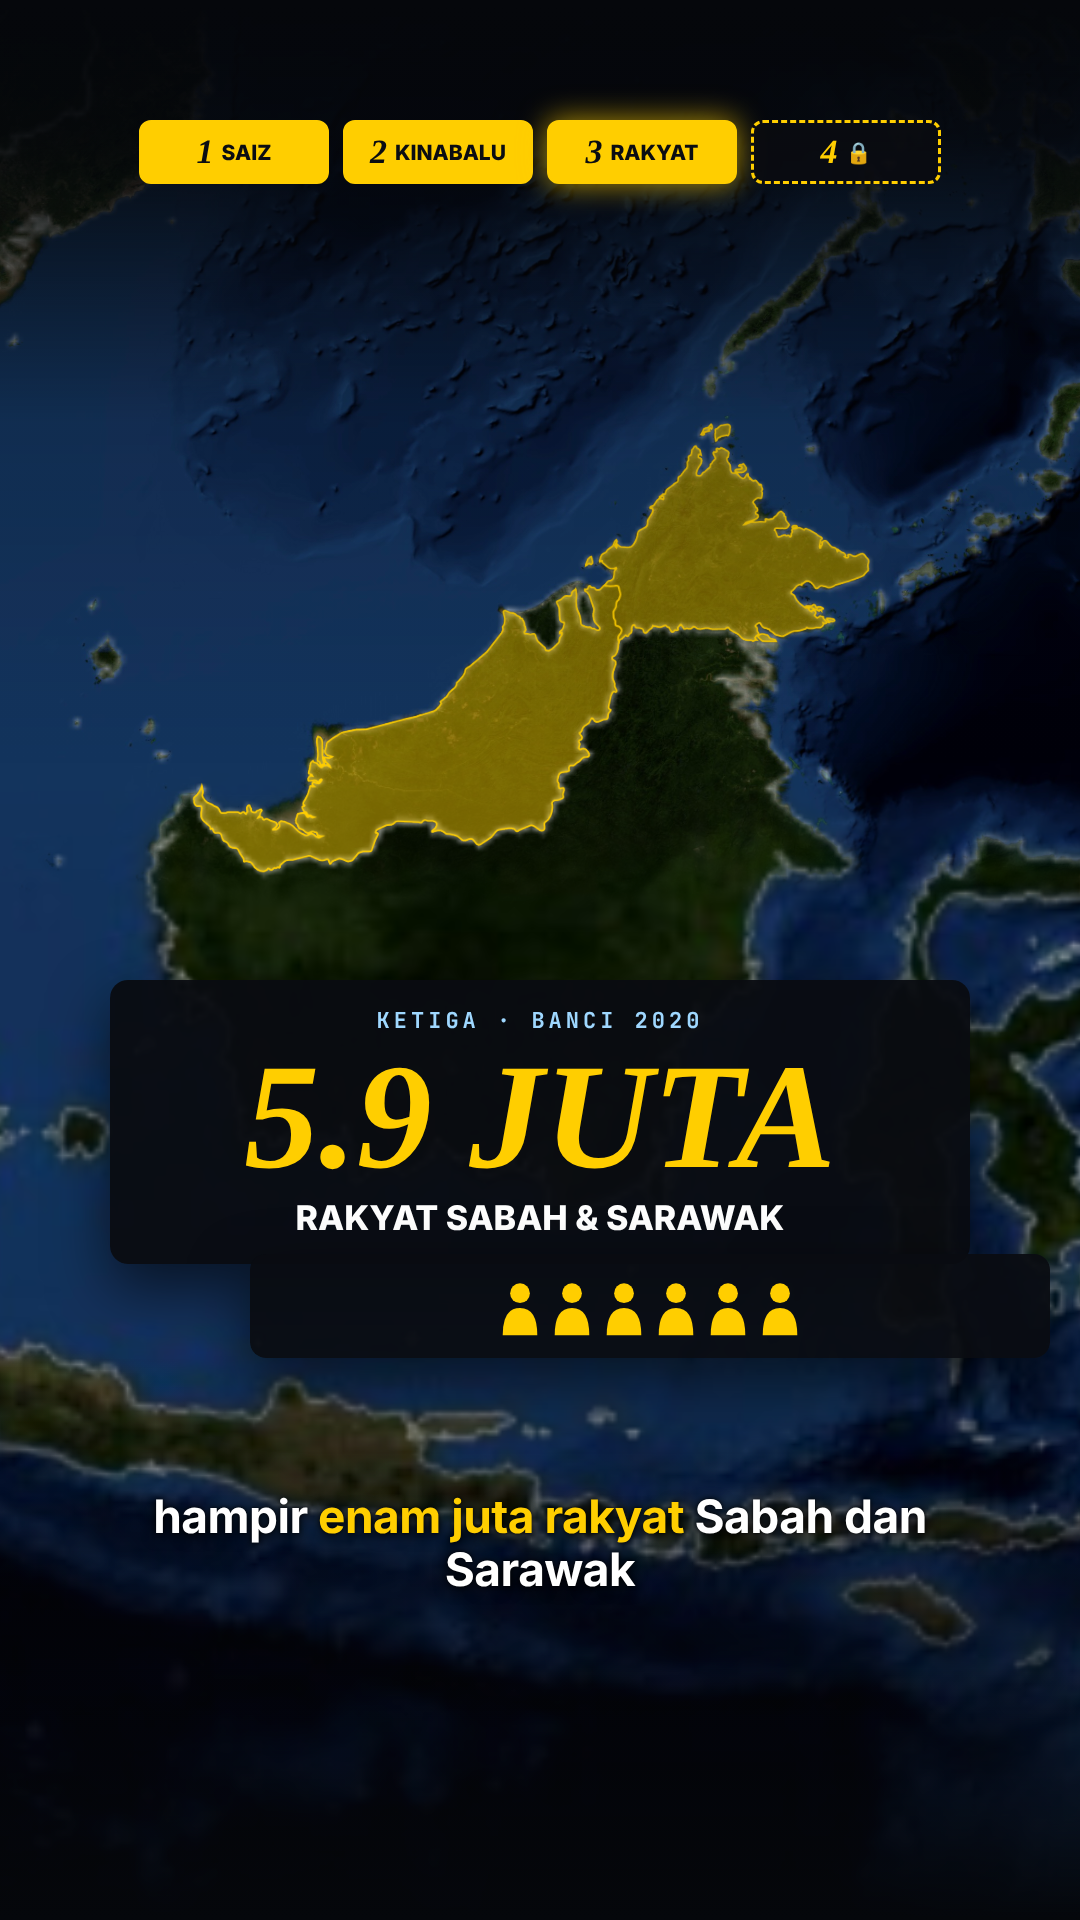 1 SAIZ
2 KINABALU
3 RAKYAT
4 🔒
KETIGA · BANCI 2020
5.9 JUTA
RAKYAT SABAH & SARAWAK
hampir enam juta rakyat Sabah dan
Sarawak